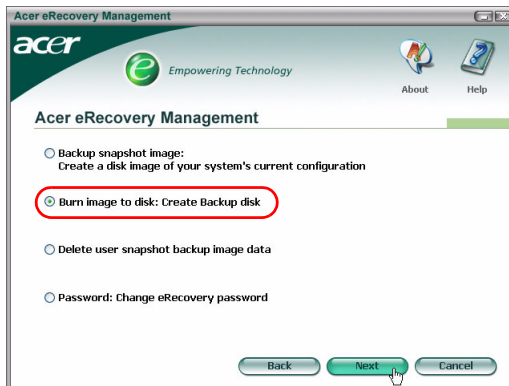 Acer eRecovery Management
acer
e Empowering Technology
About
Help
Acer eRecovery Management
Backup snapshot image:
Create a disk image of your system's current configuration
Burn image to disk: Create Backup disk
Delete user snapshot backup image data
Password: Change eRecovery password
Back
Next
Cancel